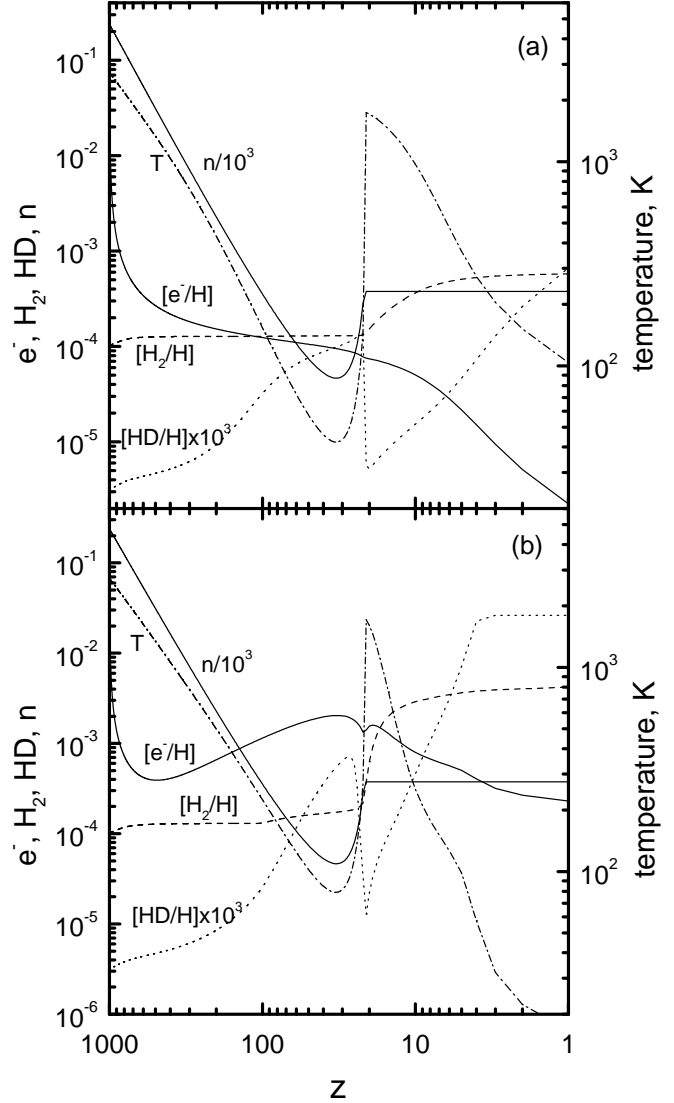 (a)
10⁻¹
10⁻²
10⁻³
10⁻⁴
10⁻⁵
e⁻, H₂, HD, n
T
n/10³
[e⁻/H]
[H₂/H]
[HD/H]x10³
10³
10²
temperature, K
(b)
10⁻¹
10⁻²
10⁻³
10⁻⁴
10⁻⁵
10⁻⁶
e⁻, H₂, HD, n
T
n/10³
[e⁻/H]
[H₂/H]
[HD/H]x10³
10³
10²
temperature, K
1000 100 10 1
z